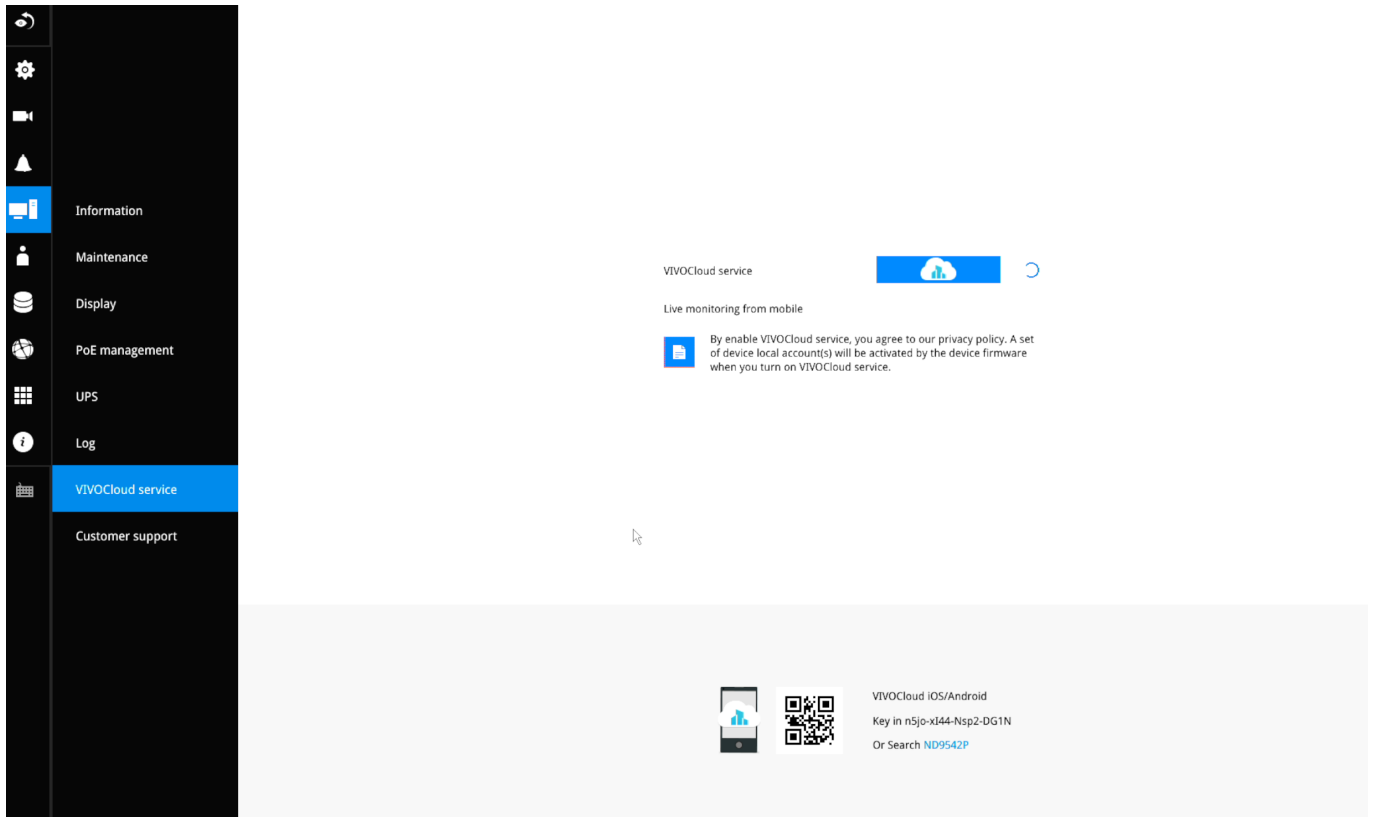 Information
Maintenance
Display
PoE management
UPS
Log
VIVOCloud service
Customer support
VIVOCloud service
Live monitoring from mobile
By enable VIVOCloud service, you agree to our privacy policy. A set
of device local account(s) will be activated by the device firmware
when you turn on VIVOCloud service.
VIVOCloud iOS/Android
Key in n5jo-xI44-Nsp2-DG1N
Or Search ND9542P